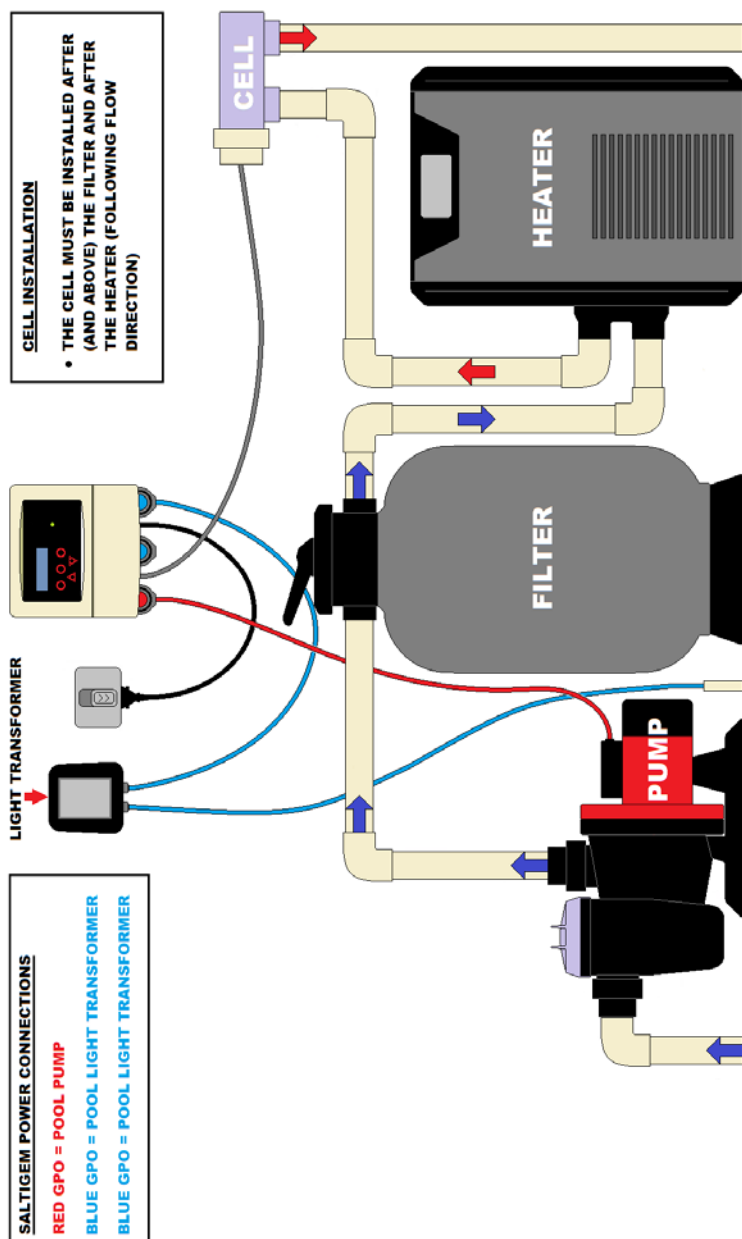 SALTIGEM POWER CONNECTIONS
RED GPO = POOL PUMP
BLUE GPO = POOL LIGHT TRANSFORMER
BLUE GPO = POOL LIGHT TRANSFORMER
LIGHT TRANSFORMER
CELL INSTALLATION
• THE CELL MUST BE INSTALLED AFTER
(AND ABOVE) THE FILTER AND AFTER
THE HEATER (FOLLOWING FLOW
DIRECTION)
CELL
PUMP
FILTER
HEATER